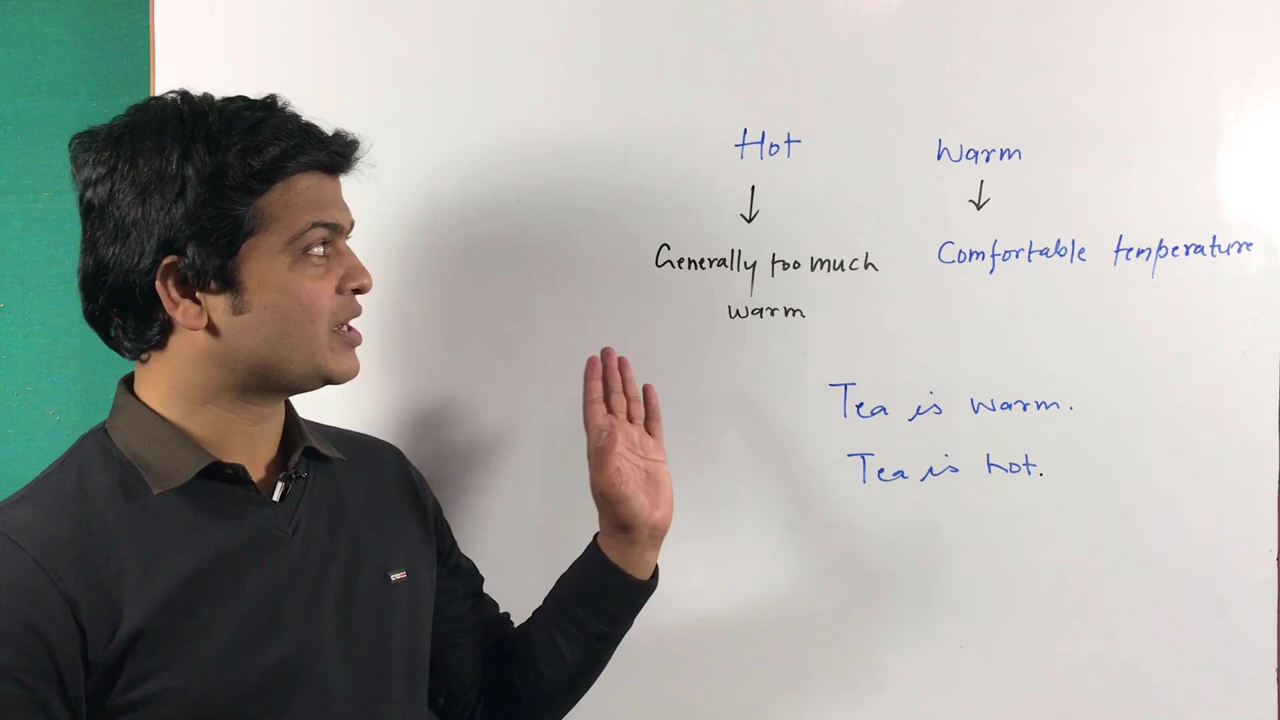 Hot
Warm
Generally too much
warm
Comfortable temperature
Tea is warm.
Tea is hot.